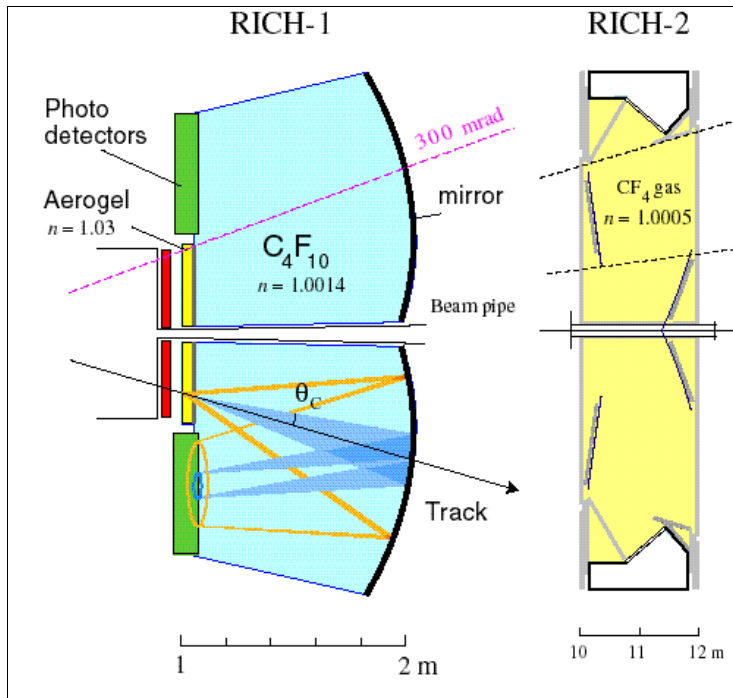 RICH-1
RICH-2
Photo
detectors
300 mrad
Aerogel
n = 1.03
mirror
CF₄ gas
n = 1.0005
C₄F₁₀
n = 1.0014
Beam pipe
θ_C
Track
1
2 m
10
11
12 m